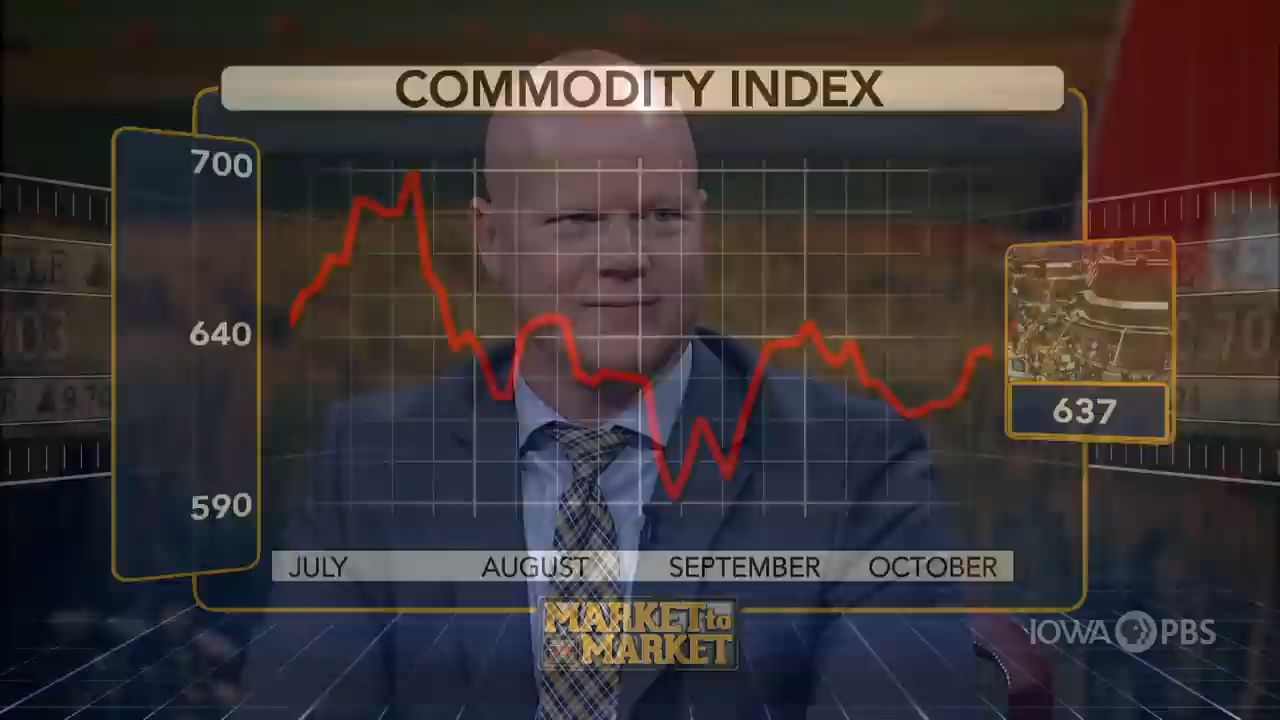 COMMODITY INDEX
700
640
590
637
JULY AUGUST SEPTEMBER OCTOBER
MARKET to
MARKET
IOWA PBS